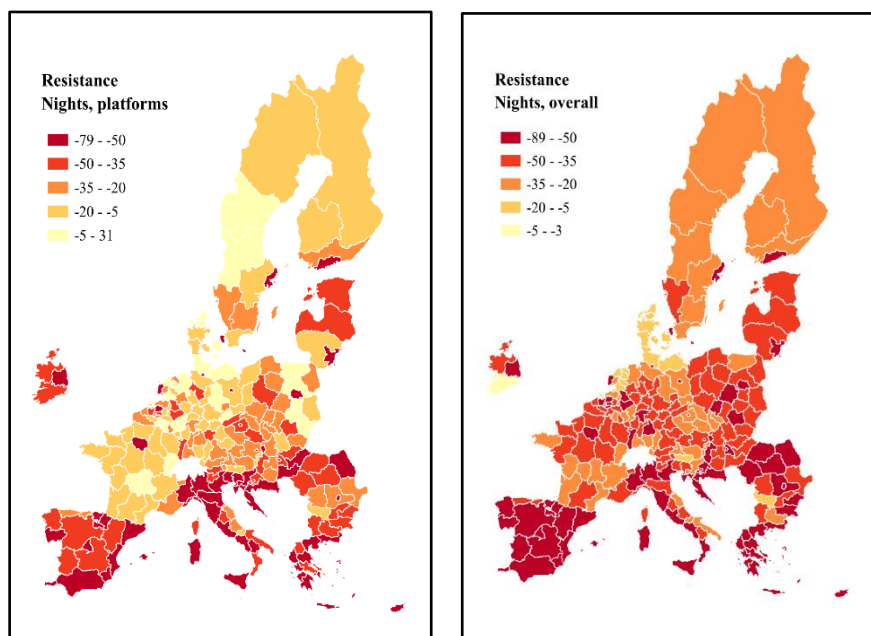 Resistance
Nights, platforms
-79 - -50
-50 - -35
-35 - -20
-20 - -5
-5 - 31
Resistance
Nights, overall
-89 - -50
-50 - -35
-35 - -20
-20 - -5
-5 - -3